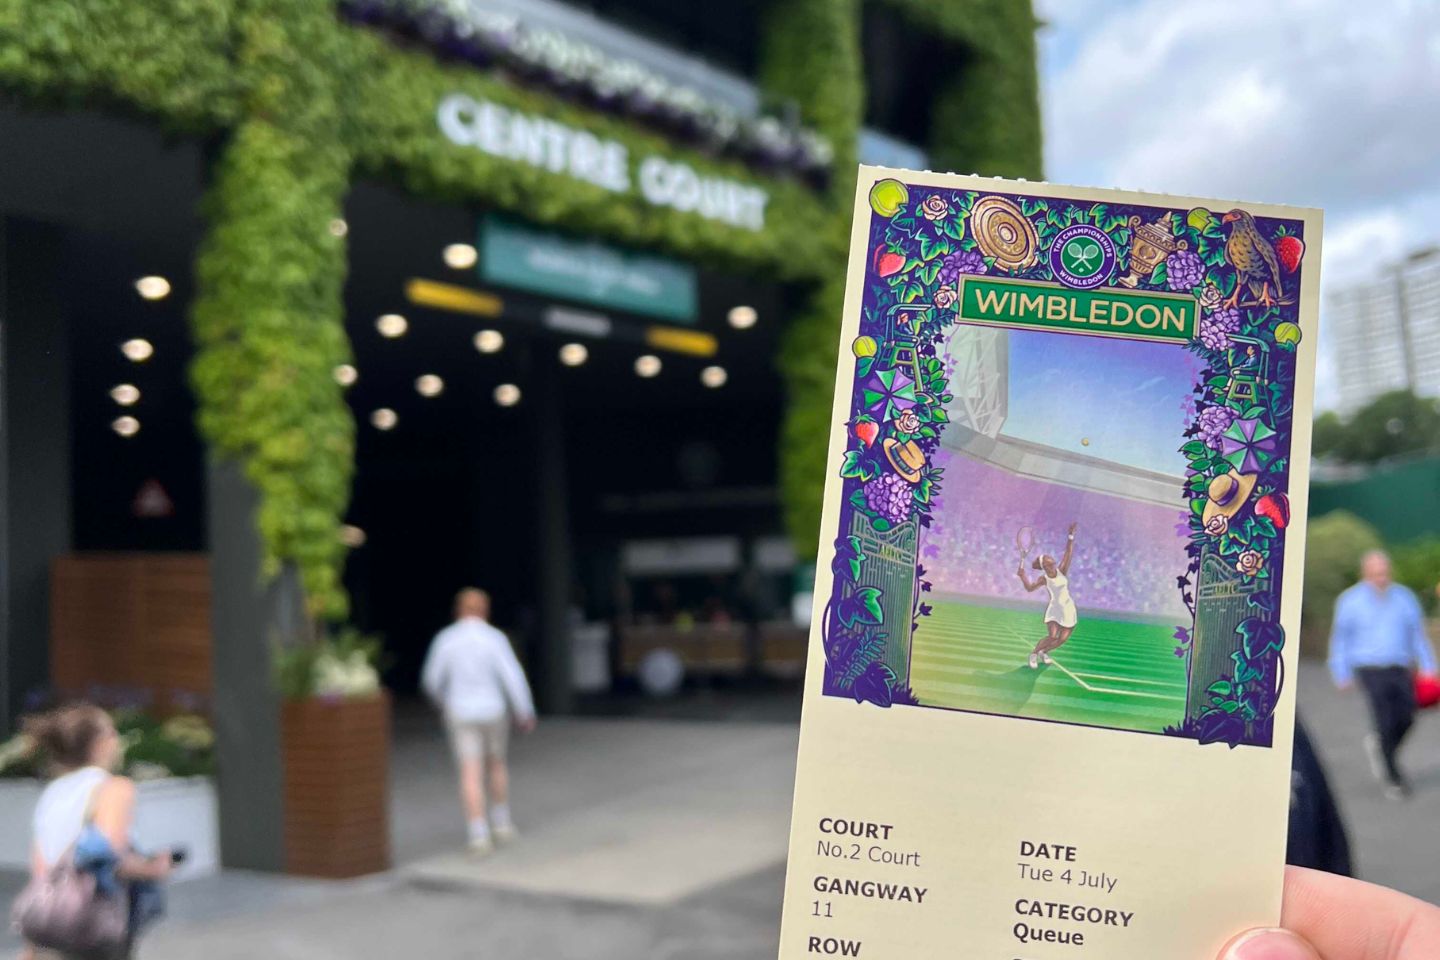 CENTRE COURT
THE CHAMPIONSHIPS
WIMBLEDON
WIMBLEDON
AELTC
COURT
No.2 Court
DATE
Tue 4 July
GANGWAY
11
CATEGORY
Queue
ROW